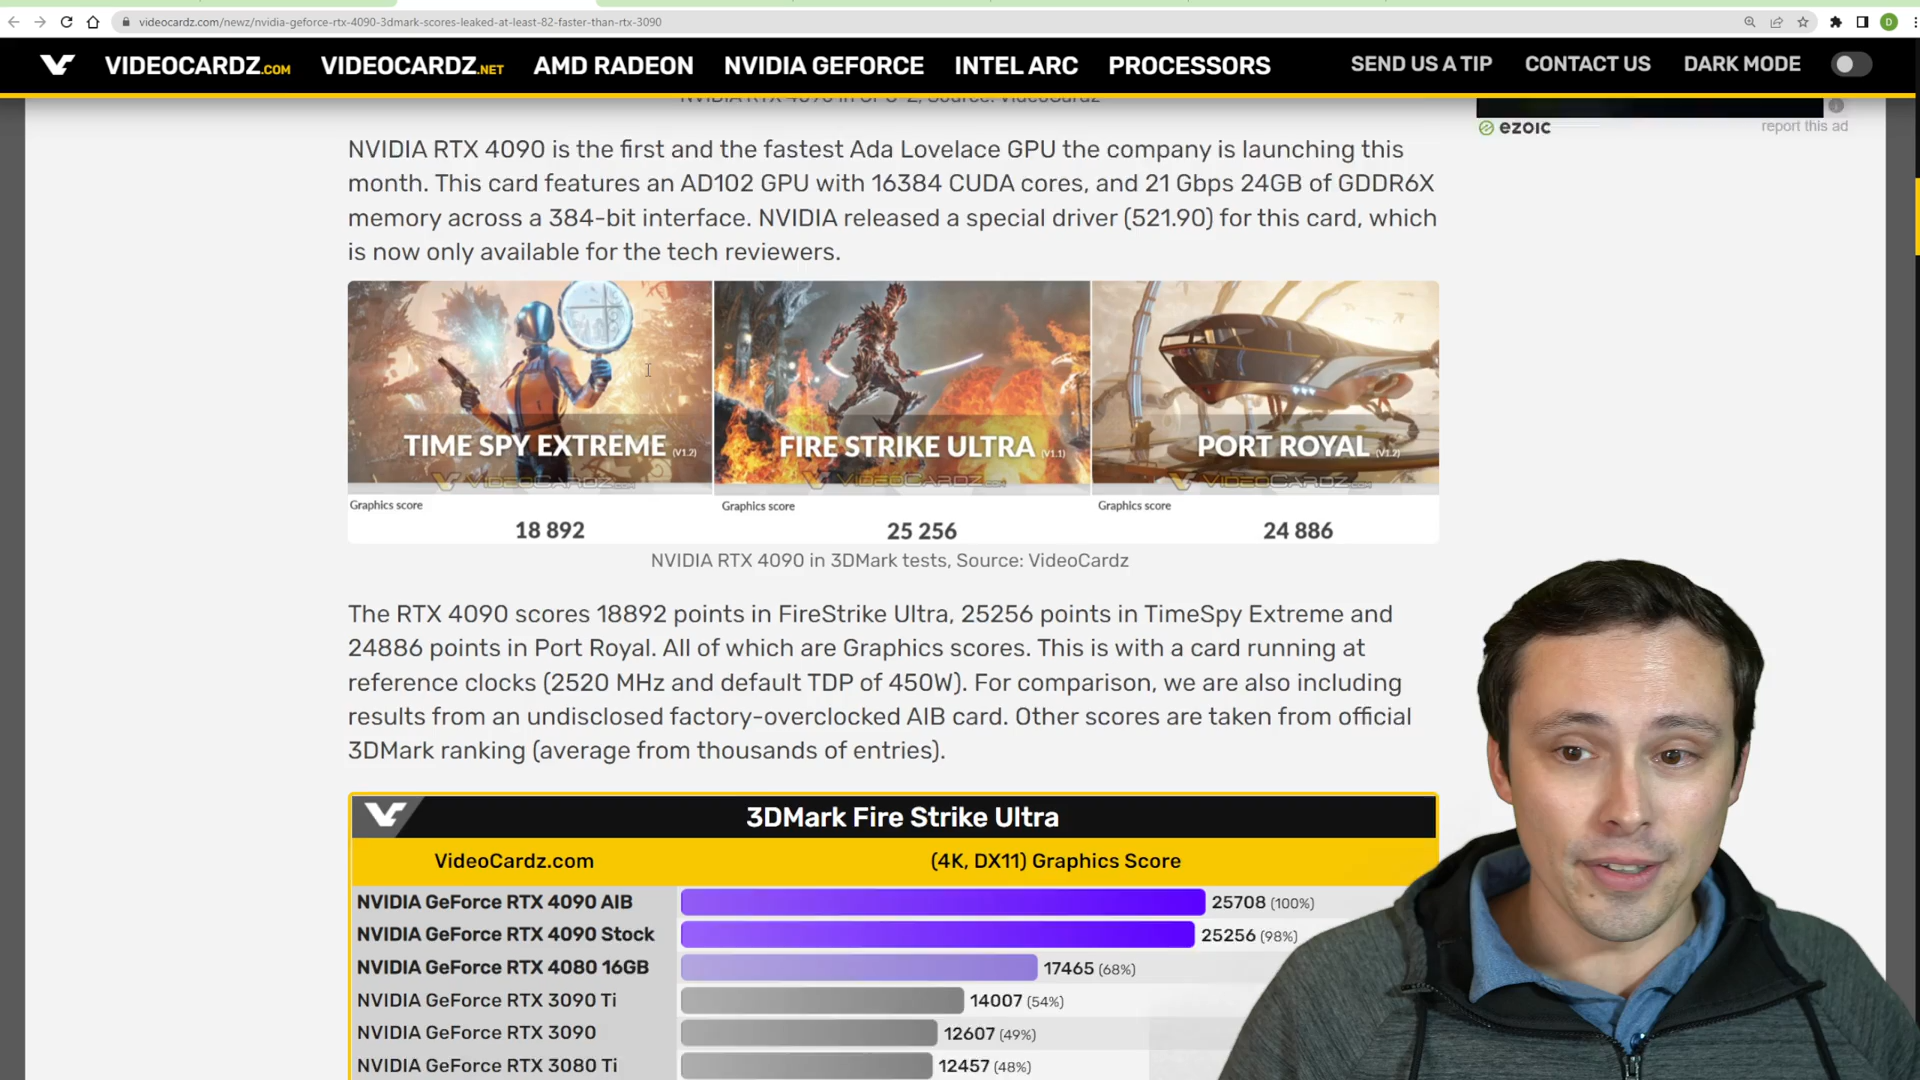 videocardz.com/newz/nvidia-geforce-rtx-4090-3dmark-scores-leaked-at-least-82-faster-than-rtx-3090
D
VIDEOCARDZ.COM VIDEOCARDZ.NET AMD RADEON NVIDIA GEFORCE INTEL ARC PROCESSORS SEND US A TIP CONTACT US DARK MODE
NVIDIA RTX 4090 in GPU-Z, Source: VideoCardz
ezoic report this ad
NVIDIA RTX 4090 is the first and the fastest Ada Lovelace GPU the company is launching this
month. This card features an AD102 GPU with 16384 CUDA cores, and 21 Gbps 24GB of GDDR6X
memory across a 384-bit interface. NVIDIA released a special driver (521.90) for this card, which
is now only available for the tech reviewers.
TIME SPY EXTREME (V1.2) FIRE STRIKE ULTRA (V1.1) PORT ROYAL (V1.2)
VIDEOCARDZ.com VIDEOCARDZ.com VIDEOCARDZ.com
Graphics score Graphics score Graphics score
18 892 25 256 24 886
NVIDIA RTX 4090 in 3DMark tests, Source: VideoCardz
The RTX 4090 scores 18892 points in FireStrike Ultra, 25256 points in TimeSpy Extreme and
24886 points in Port Royal. All of which are Graphics scores. This is with a card running at
reference clocks (2520 MHz and default TDP of 450W). For comparison, we are also including
results from an undisclosed factory-overclocked AIB card. Other scores are taken from official
3DMark ranking (average from thousands of entries).
3DMark Fire Strike Ultra
VideoCardz.com (4K, DX11) Graphics Score
NVIDIA GeForce RTX 4090 AIB 25708 (100%)
NVIDIA GeForce RTX 4090 Stock 25256 (98%)
NVIDIA GeForce RTX 4080 16GB 17465 (68%)
NVIDIA GeForce RTX 3090 Ti 14007 (54%)
NVIDIA GeForce RTX 3090 12607 (49%)
NVIDIA GeForce RTX 3080 Ti 12457 (48%)